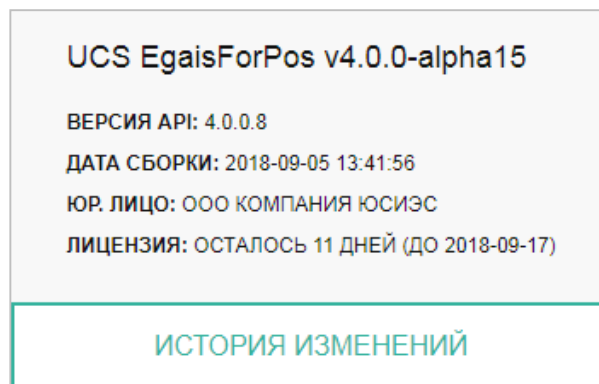 UCS EgaisForPos v4.0.0-alpha15
ВЕРСИЯ API: 4.0.0.8
ДАТА СБОРКИ: 2018-09-05 13:41:56
ЮР. ЛИЦО: ООО КОМПАНИЯ ЮСИЭС
ЛИЦЕНЗИЯ: ОСТАЛОСЬ 11 ДНЕЙ (ДО 2018-09-17)
ИСТОРИЯ ИЗМЕНЕНИЙ